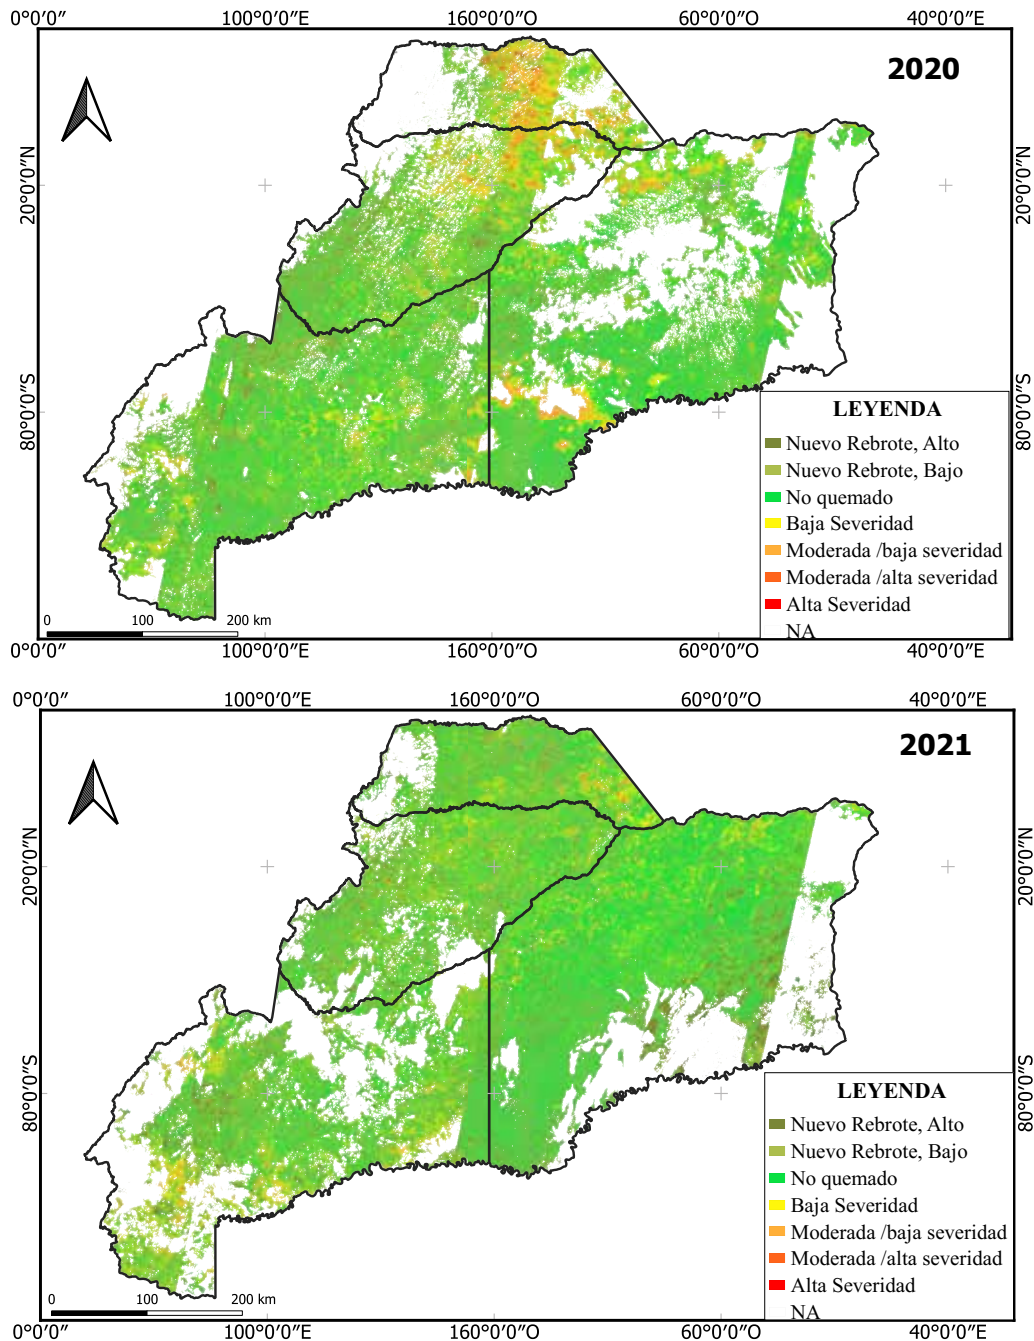 0°0′0″ 100°0′0″E 160°0′0″O 60°0′0″O 40°0′0″E
2020
20°0′0″N 20°0′0″N
80°0′0″S 80°0′0″S
LEYENDA
Nuevo Rebrote, Alto
Nuevo Rebrote, Bajo
No quemado
Baja Severidad
Moderada /baja severidad
Moderada /alta severidad
Alta Severidad
NA
0 100 200 km
0°0′0″ 100°0′0″E 160°0′0″O 60°0′0″O 40°0′0″E
0°0′0″ 100°0′0″E 160°0′0″O 60°0′0″O 40°0′0″E
2021
20°0′0″N 20°0′0″N
80°0′0″S 80°0′0″S
LEYENDA
Nuevo Rebrote, Alto
Nuevo Rebrote, Bajo
No quemado
Baja Severidad
Moderada /baja severidad
Moderada /alta severidad
Alta Severidad
NA
0 100 200 km
0°0′0″ 100°0′0″E 160°0′0″O 60°0′0″O 40°0′0″E